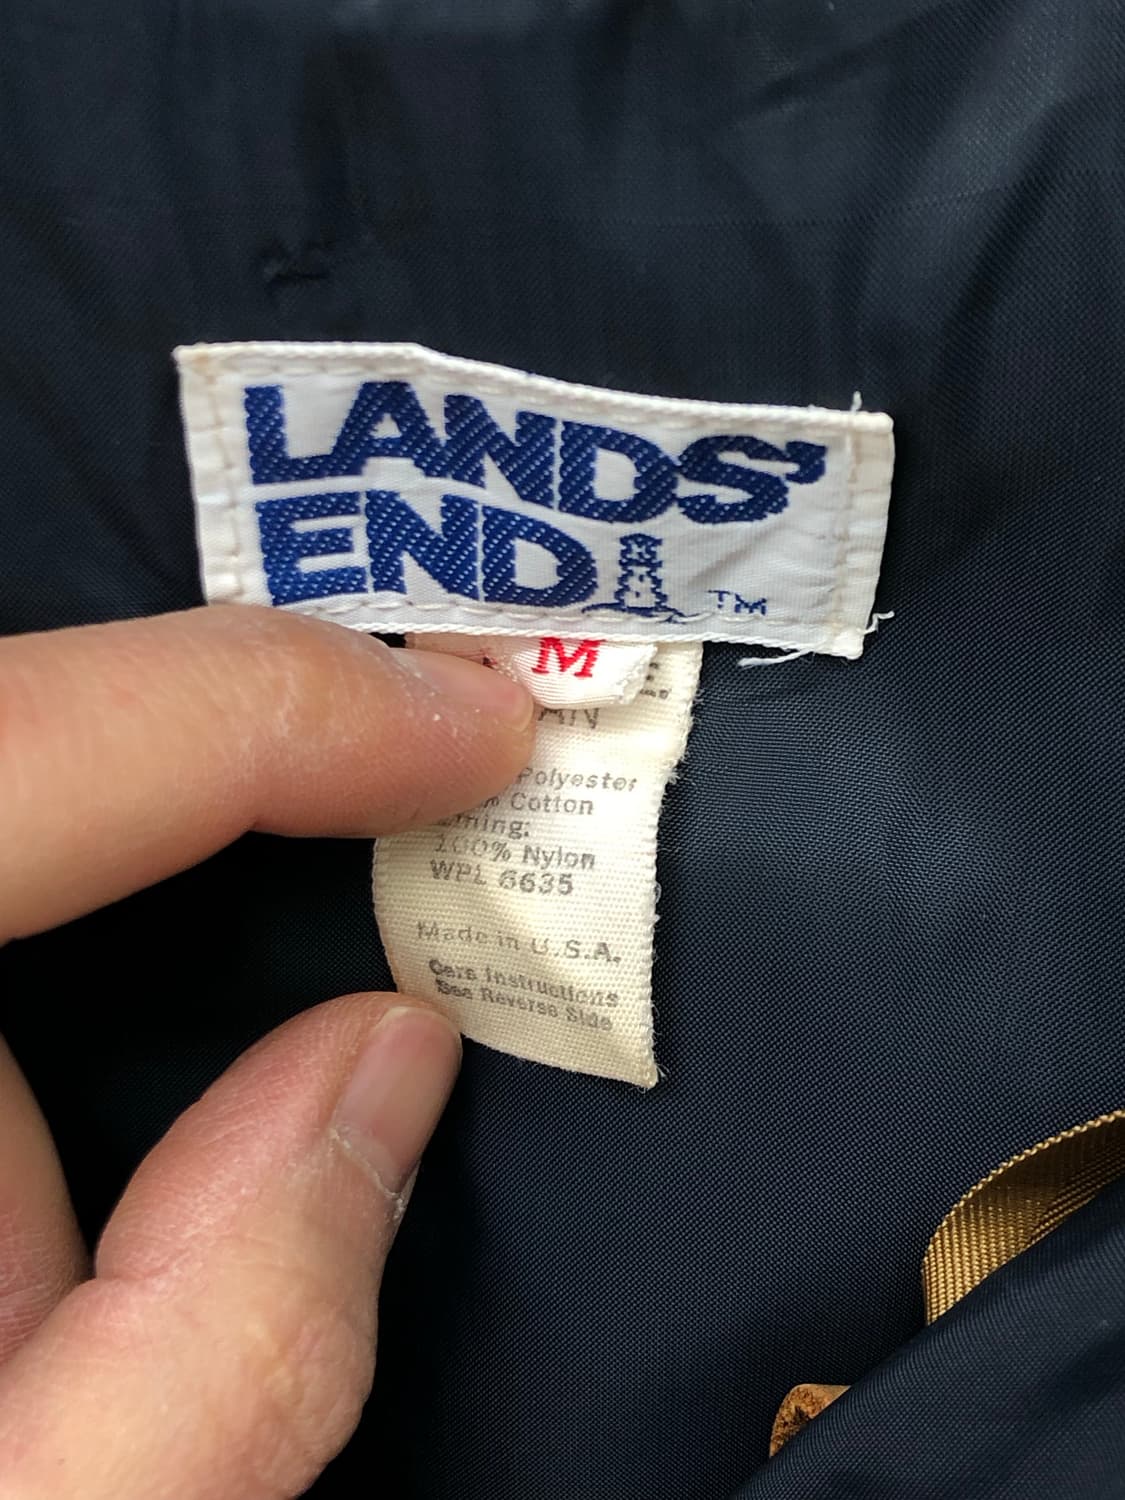 LANDS'
END
TM
M
Polyester
Cotton
100% Nylon
WPL 6635
Made in U.S.A.
Care Instructions
See Reverse Side